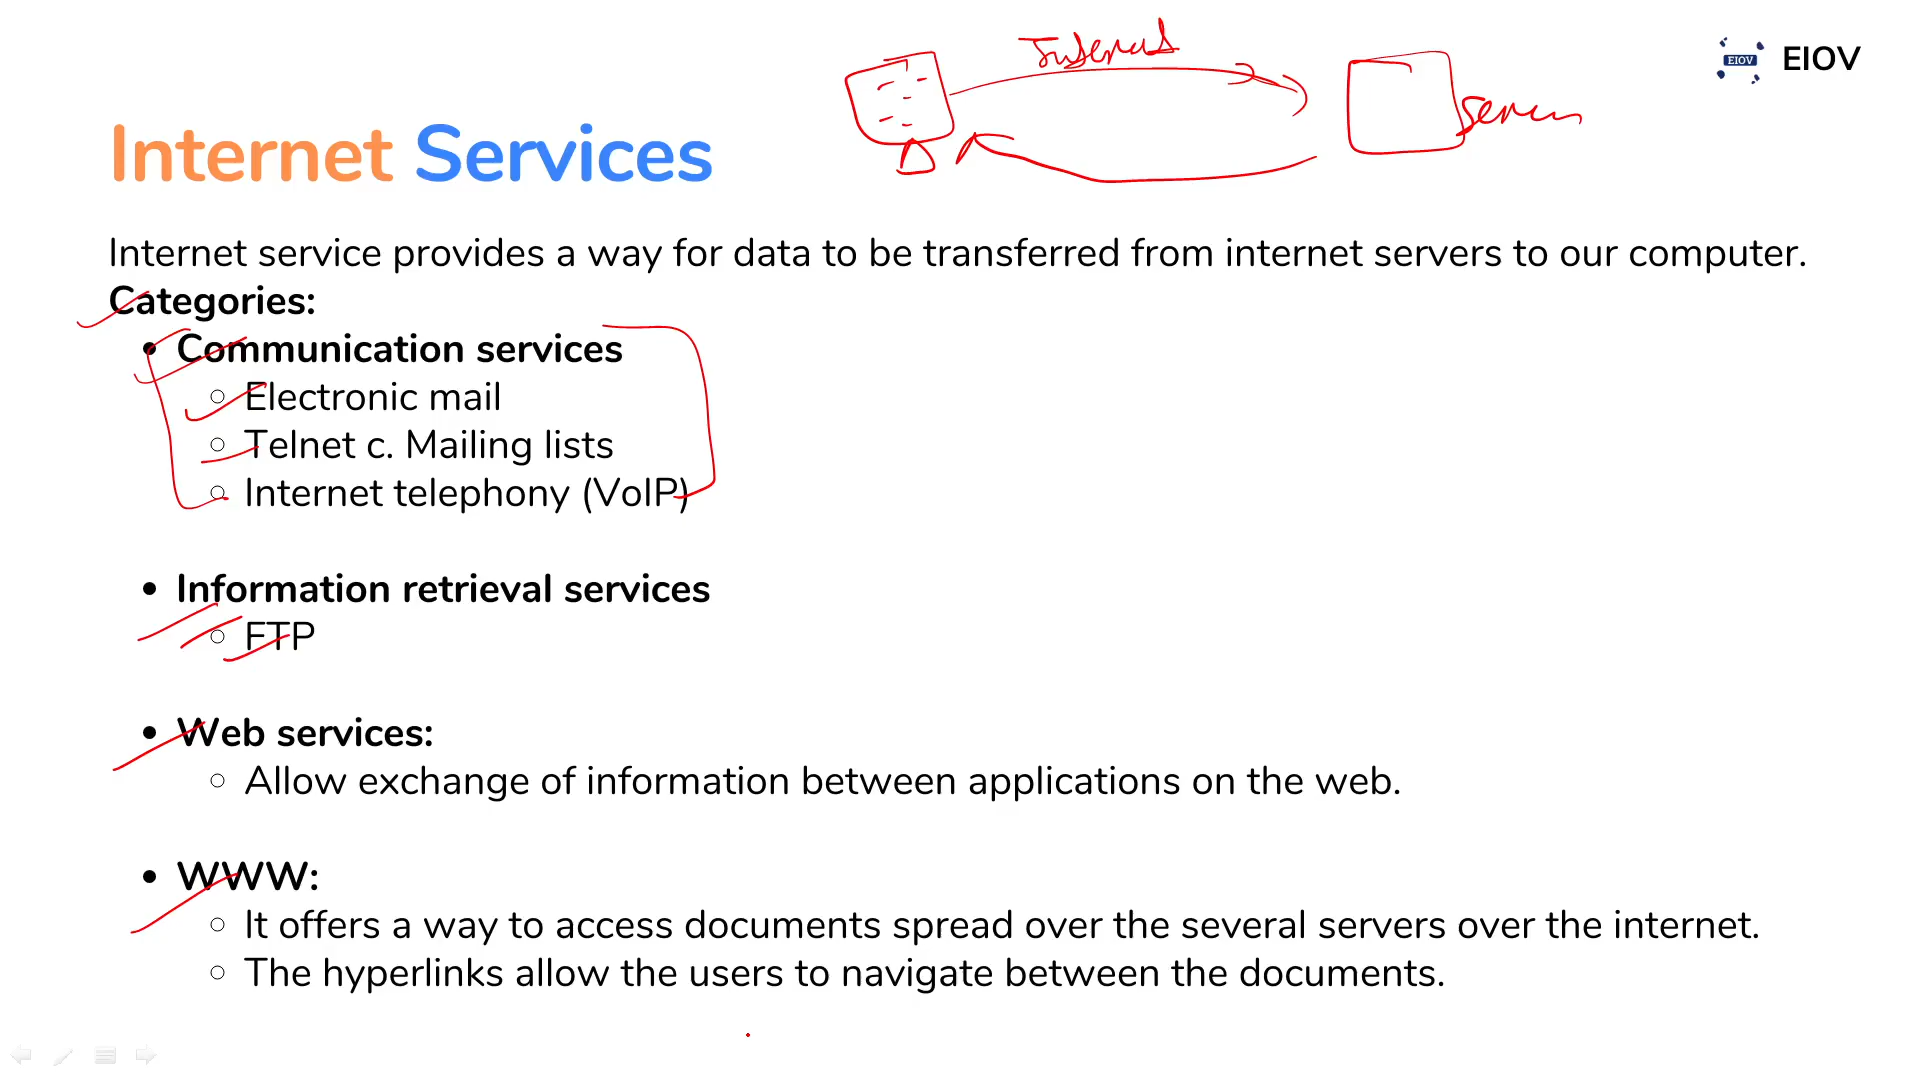 Internet
EIOV
EIOV
Server
Internet Services
Internet service provides a way for data to be transferred from internet servers to our computer.
Categories:
• Communication services
○ Electronic mail
○ Telnet c. Mailing lists
○ Internet telephony (VoIP)
• Information retrieval services
○ FTP
• Web services:
○ Allow exchange of information between applications on the web.
• WWW:
○ It offers a way to access documents spread over the several servers over the internet.
○ The hyperlinks allow the users to navigate between the documents.